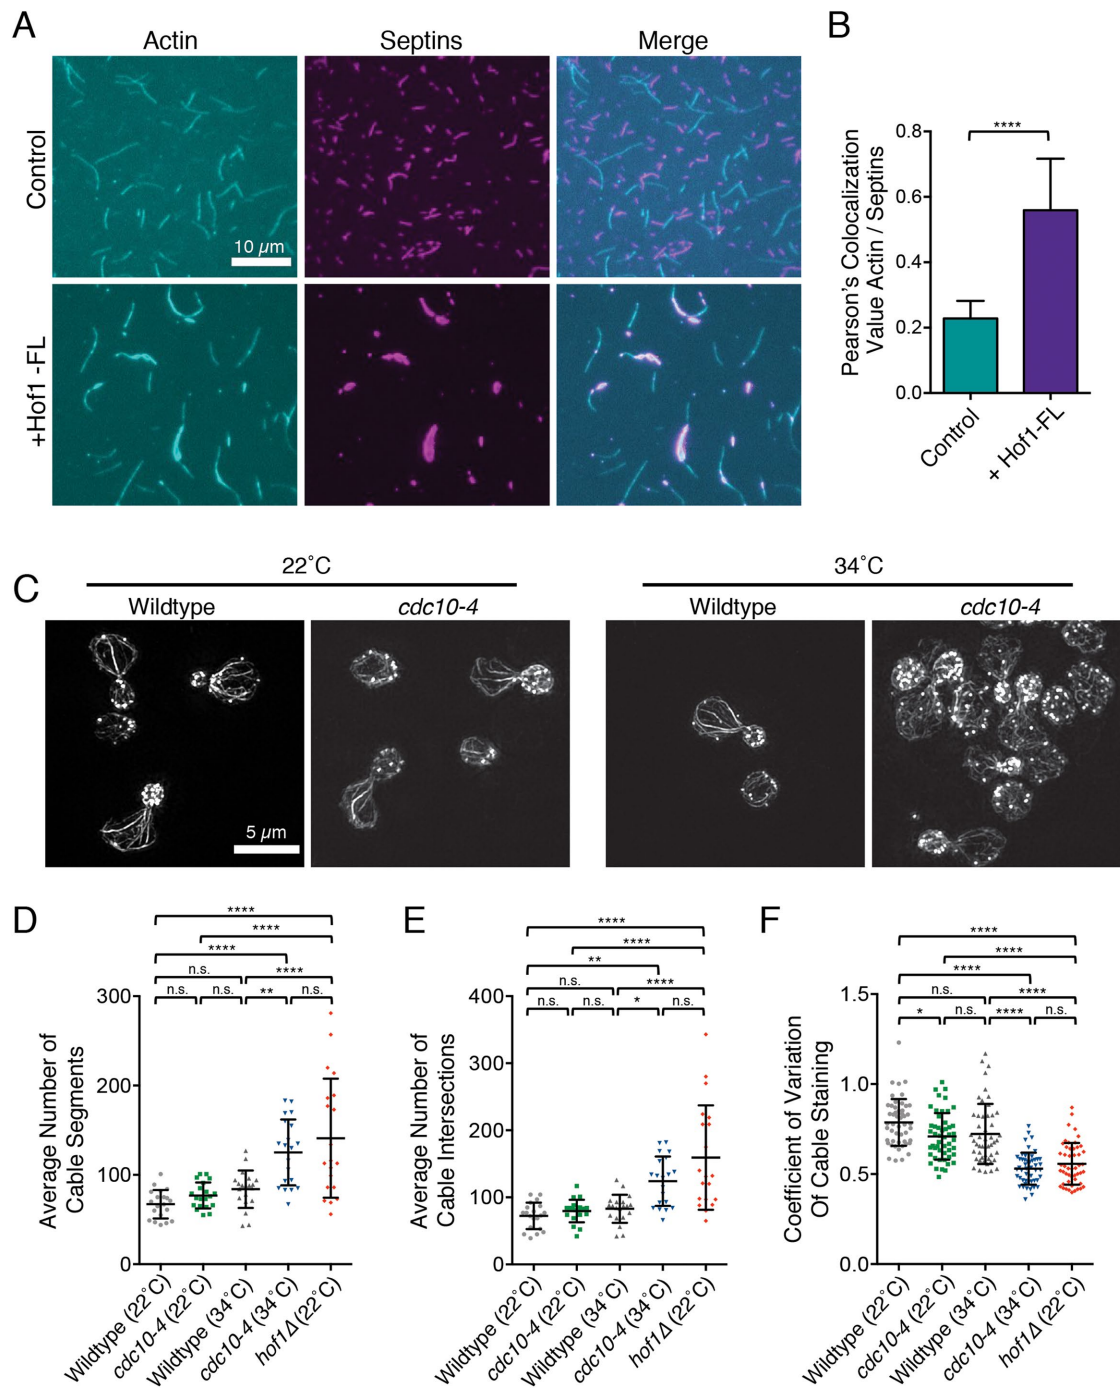 A
Actin
Septins
Merge
Control
10 µm
+Hof1 -FL
B
Pearson's Colocalization
Value Actin / Septins
****
0.8
0.6
0.4
0.2
0.0
Control
+ Hof1-FL
C
22˚C
34˚C
Wildtype
cdc10-4
Wildtype
cdc10-4
5 µm
D
Average Number of
Cable Segments
****
****
****
n.s.
****
n.s.
n.s.
**
n.s.
300
200
100
0
Wildtype (22˚C)
cdc10-4 (22˚C)
Wildtype (34˚C)
cdc10-4 (34˚C)
hof1Δ (22˚C)
E
Average Number of
Cable Intersections
****
****
**
n.s.
****
n.s.
n.s.
*
n.s.
400
300
200
100
0
Wildtype (22˚C)
cdc10-4 (22˚C)
Wildtype (34˚C)
cdc10-4 (34˚C)
hof1Δ (22˚C)
F
Coefficient of Variation
Of Cable Staining
****
****
****
n.s.
****
*
n.s.
****
n.s.
1.5
1.0
0.5
0.0
Wildtype (22˚C)
cdc10-4 (22˚C)
Wildtype (34˚C)
cdc10-4 (34˚C)
hof1Δ (22˚C)